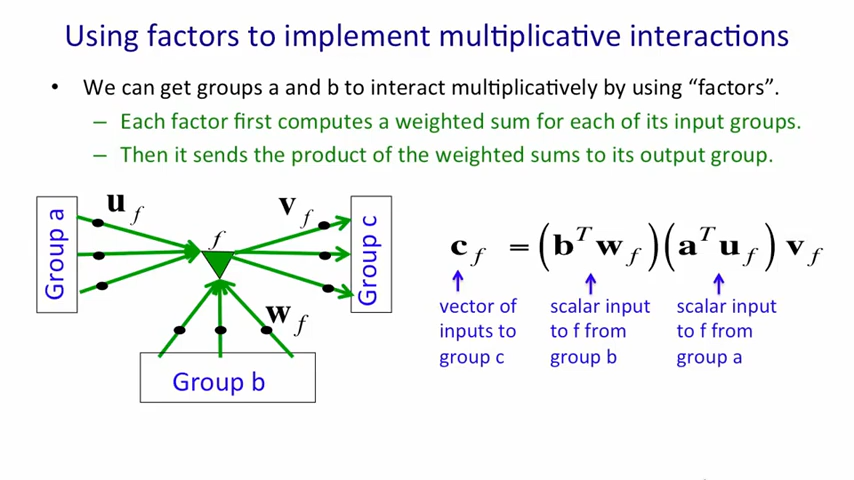 Using factors to implement multiplicative interactions
• We can get groups a and b to interact multiplicatively by using “factors”.
– Each factor first computes a weighted sum for each of its input groups.
– Then it sends the product of the weighted sums to its output group.
Group a
u_f
f
v_f
Group c
w_f
Group b
c_f = (b^T w_f)(a^T u_f) v_f
vector of inputs to group c
scalar input to f from group b
scalar input to f from group a